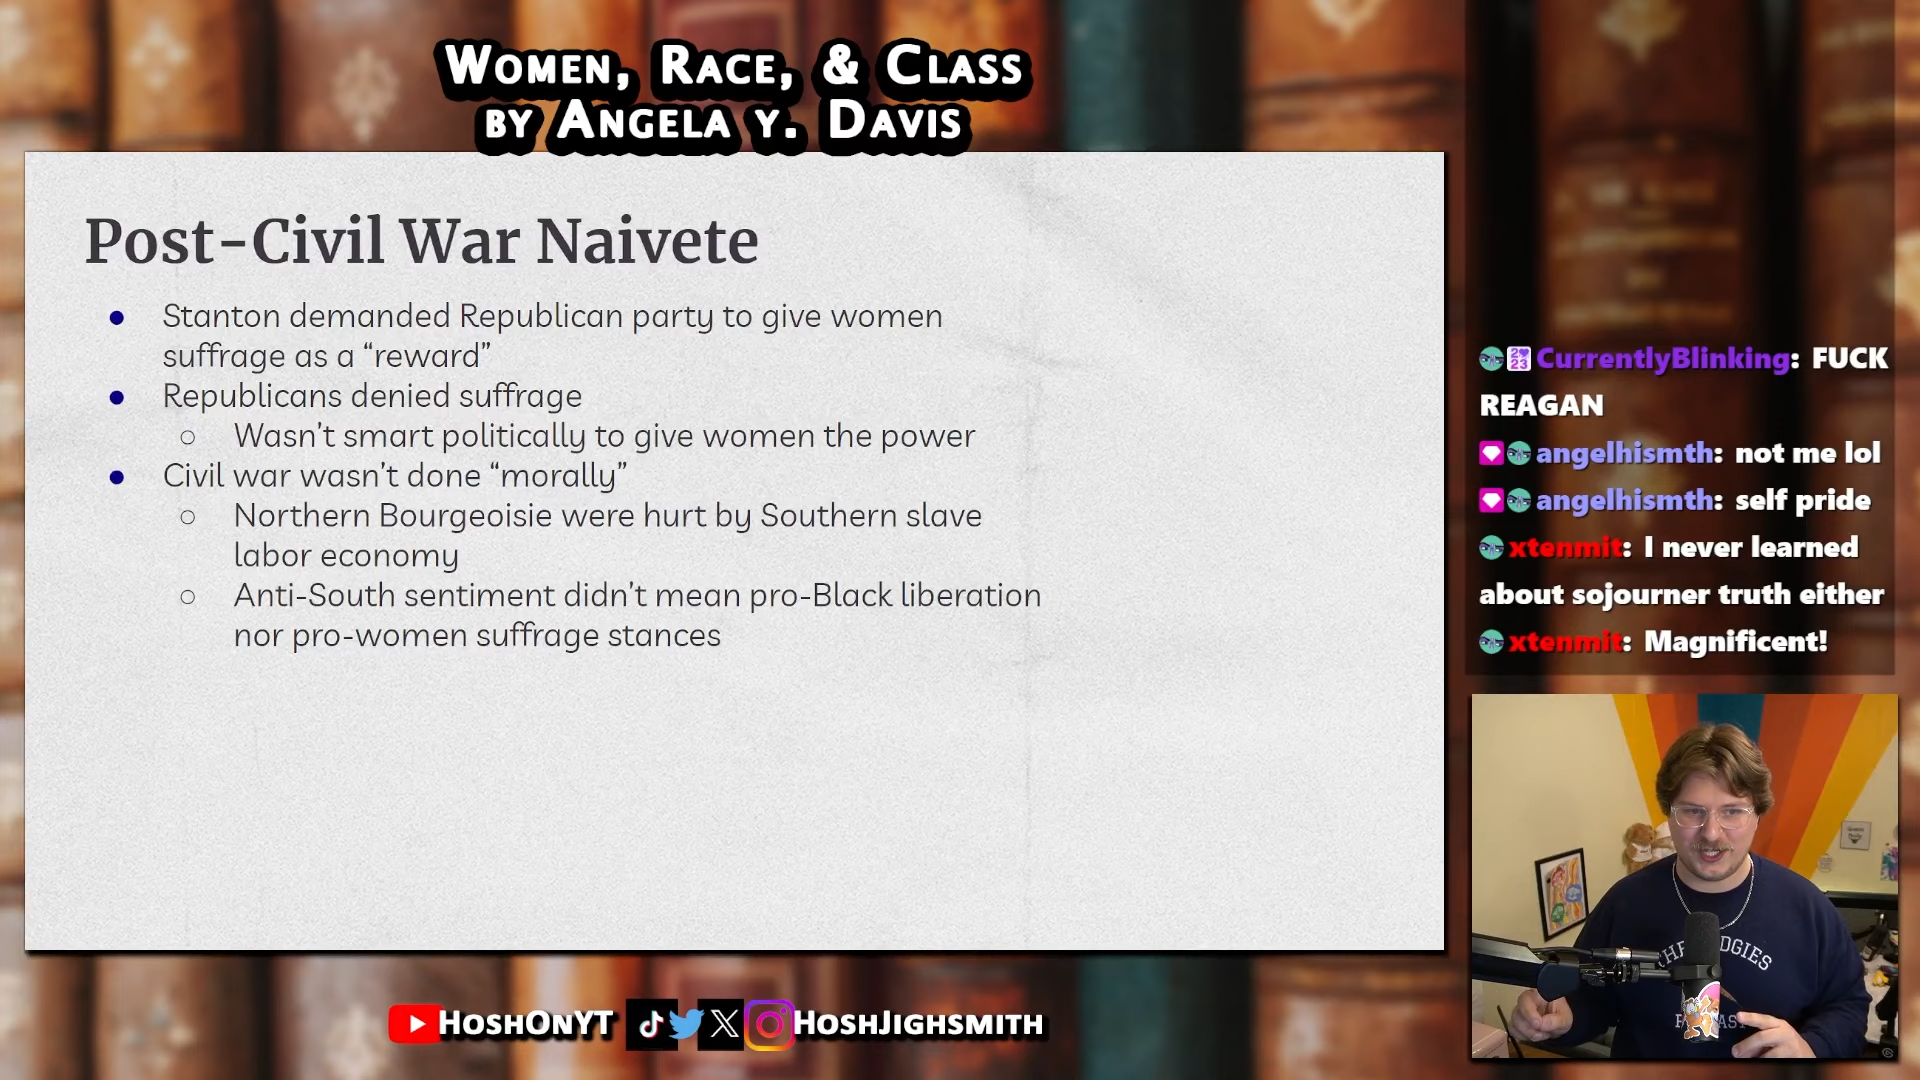 WOMEN, RACE, & CLASS
BY ANGELA Y. DAVIS
Post-Civil War Naivete
● Stanton demanded Republican party to give women
suffrage as a “reward”
● Republicans denied suffrage
○ Wasn’t smart politically to give women the power
● Civil war wasn’t done “morally”
○ Northern Bourgeoisie were hurt by Southern slave
labor economy
○ Anti-South sentiment didn’t mean pro-Black liberation
nor pro-women suffrage stances
CurrentlyBlinking: FUCK
REAGAN
angelhismth: not me lol
angelhismth: self pride
xtenmit: I never learned
about sojourner truth either
xtenmit: Magnificent!
HOSHONYT
HOSHJIGHSMITH